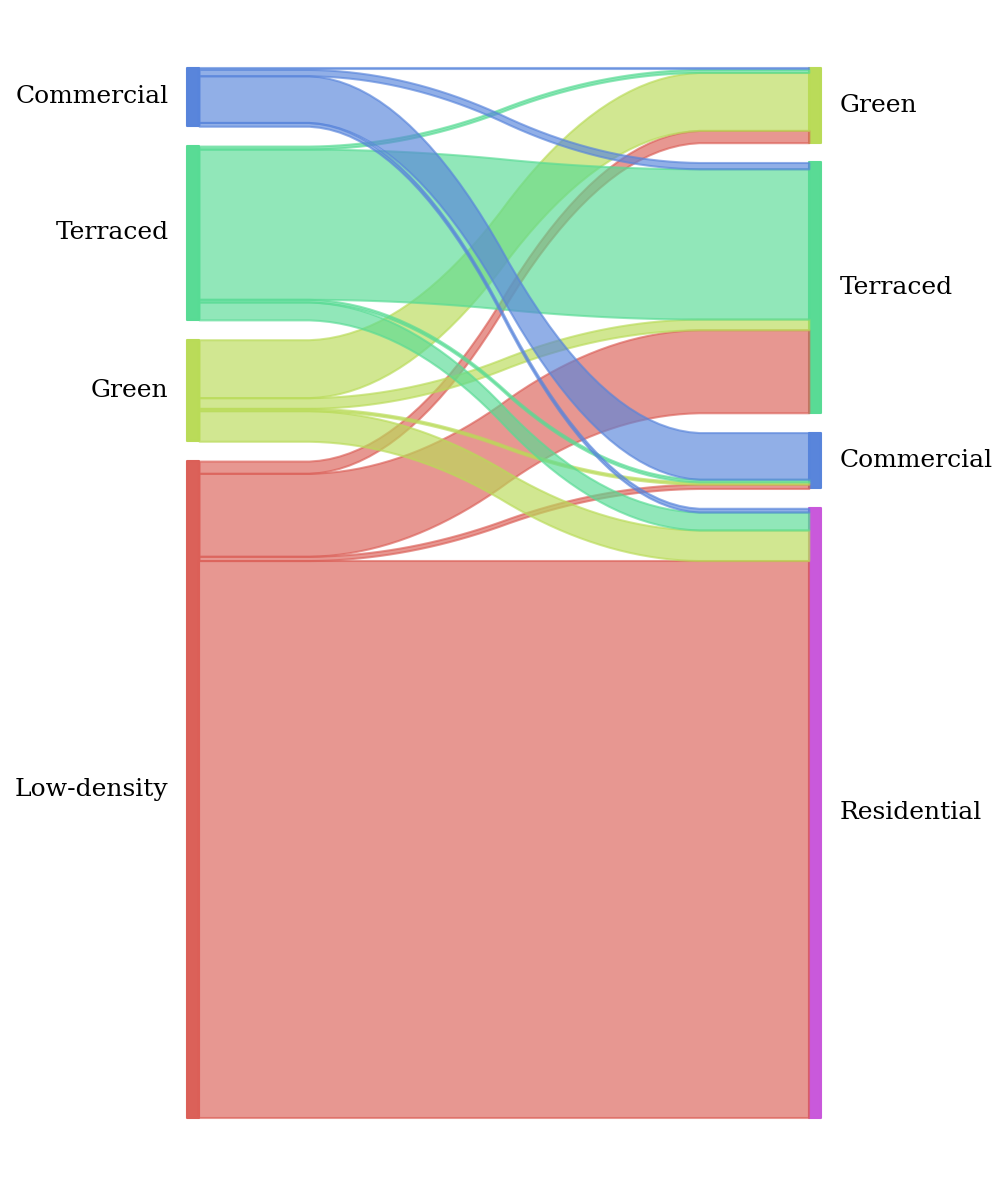 Commercial
Terraced
Green
Low-density
Green
Terraced
Commercial
Residential